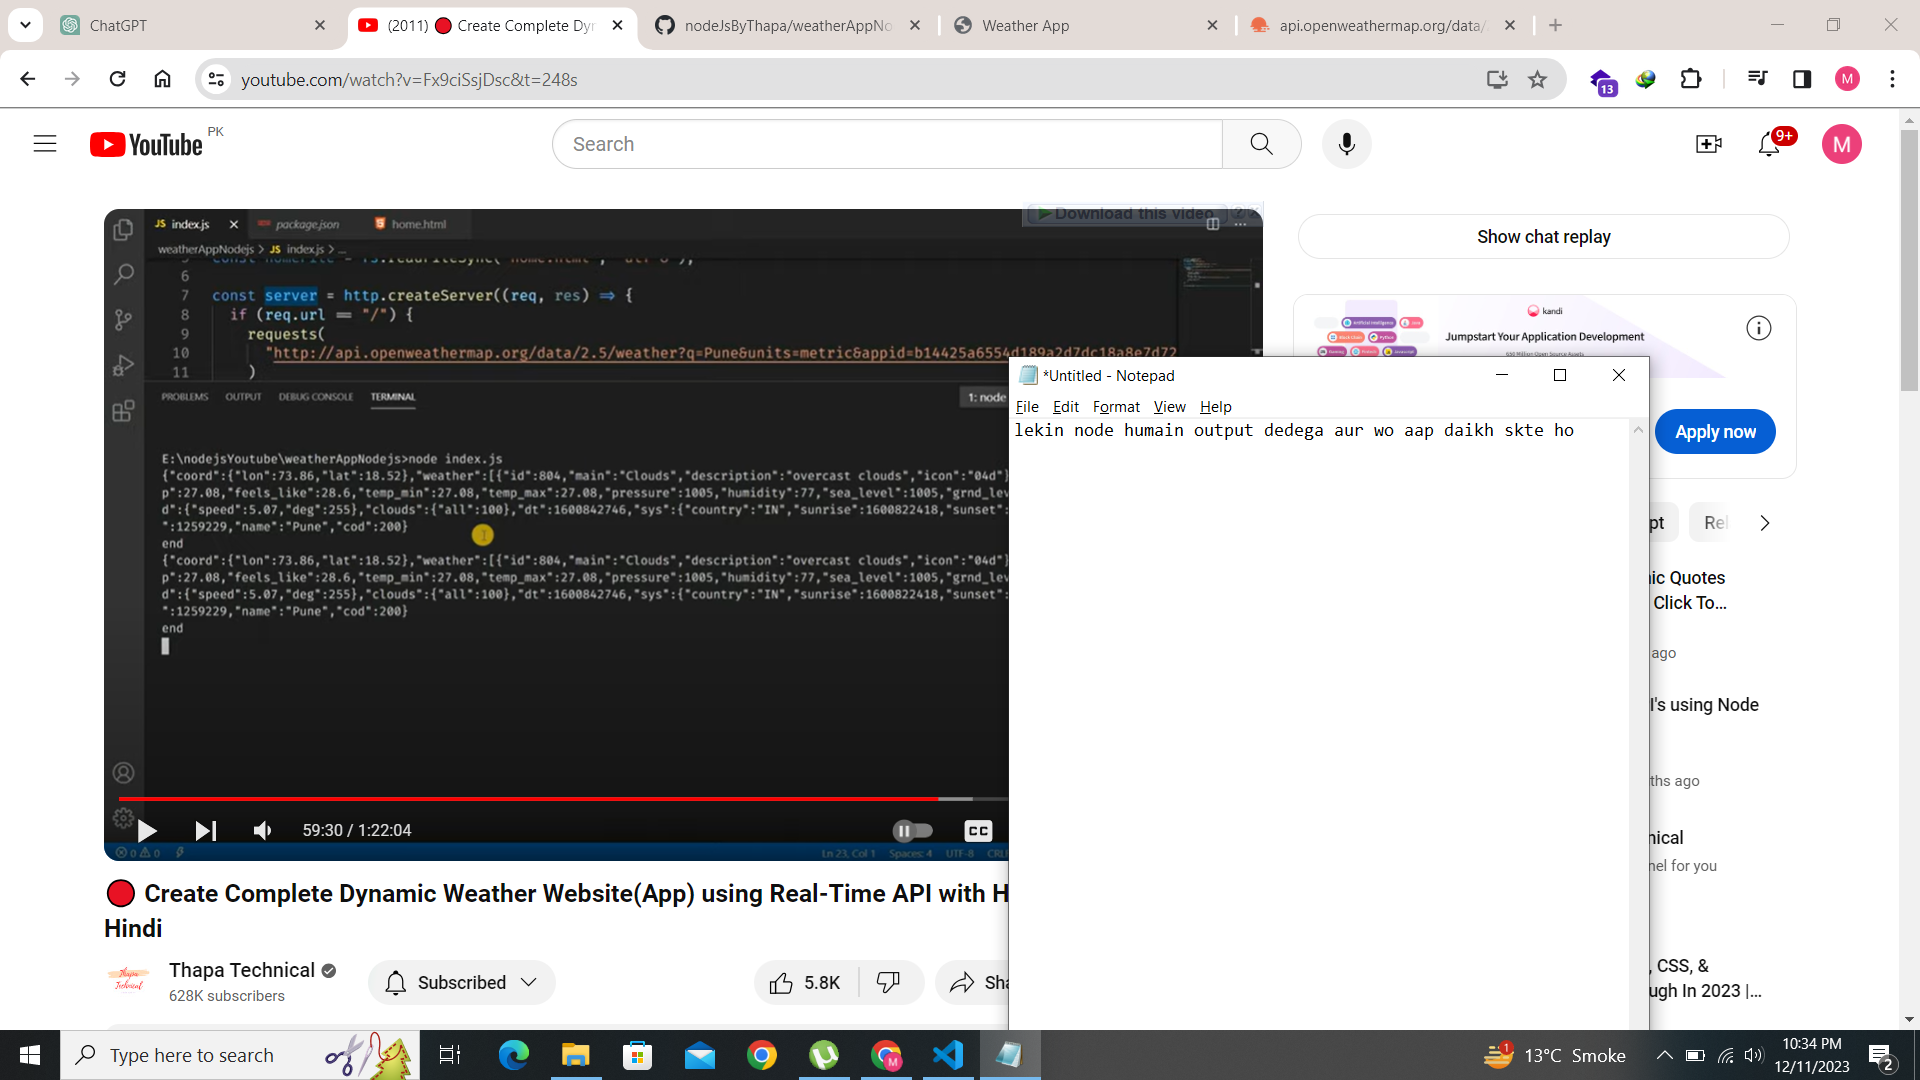 ChatGPT
(2011) 🔴 Create Complete Dyn
nodeJsByThapa/weatherAppNo
Weather App
api.openweathermap.org/data/
youtube.com/watch?v=Fx9ciSsjDsc&t=248s
13
M
YouTube PK
Search
9+
M
index.js
package.json
home.html
Download this video
weatherAppNodejs > JS index.js > ...
6
7 const server = http.createServer((req, res) => {
8 if (req.url == "/") {
9 requests(
10 "http://api.openweathermap.org/data/2.5/weather?q=Pune&units=metric&appid=b14425a6554d189a2d7dc18a8e7d72
11 )
PROBLEMS OUTPUT DEBUG CONSOLE TERMINAL 1: node
E:\nodejsYoutube\weatherAppNodejs>node index.js
{"coord":{"lon":73.86,"lat":18.52},"weather":[{"id":804,"main":"Clouds","description":"overcast clouds","icon":"04d"}
p":27.08,"feels_like":28.6,"temp_min":27.08,"temp_max":27.08,"pressure":1005,"humidity":77,"sea_level":1005,"grnd_lev
d":{"speed":5.07,"deg":255},"clouds":{"all":100},"dt":1600842746,"sys":{"country":"IN","sunrise":1600822418,"sunset":
":1259229,"name":"Pune","cod":200}
end
{"coord":{"lon":73.86,"lat":18.52},"weather":[{"id":804,"main":"Clouds","description":"overcast clouds","icon":"04d"}
p":27.08,"feels_like":28.6,"temp_min":27.08,"temp_max":27.08,"pressure":1005,"humidity":77,"sea_level":1005,"grnd_lev
d":{"speed":5.07,"deg":255},"clouds":{"all":100},"dt":1600842746,"sys":{"country":"IN","sunrise":1600822418,"sunset":
":1259229,"name":"Pune","cod":200}
end
59:30 / 1:22:04
CC
Ln 23, Col 1 Spaces: 4 UTF-8 CRL
🔴 Create Complete Dynamic Weather Website(App) using Real-Time API with H
Hindi
Thapa Technical
628K subscribers
Subscribed
5.8K
Sha
Show chat replay
kandi
Jumpstart Your Application Development
Apply now
*Untitled - Notepad
File Edit Format View Help
lekin node humain output dedega aur wo aap daikh skte ho
pt
Rel
ic Quotes
Click To...
ago
I's using Node
ths ago
nical
nel for you
, CSS, &
ugh In 2023 |...
Type here to search
1
13°C Smoke
10:34 PM
12/11/2023
2